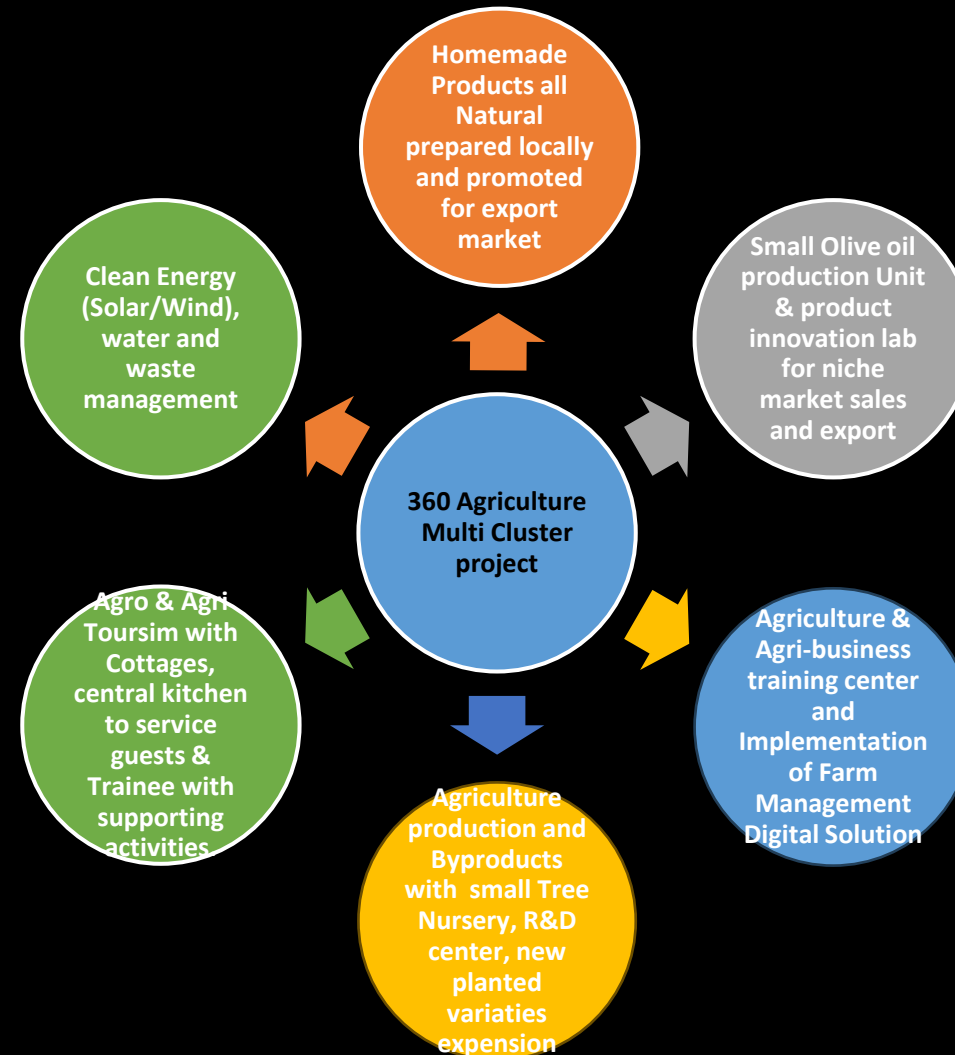 Homemade
Products all
Natural
prepared locally
and promoted
for export
market
Small Olive oil
production Unit
& product
innovation lab
for niche
market sales
and export
Clean Energy
(Solar/Wind),
water and
waste
management
360 Agriculture
Multi Cluster
project
Agro & Agri
Toursim with
Cottages,
central kitchen
to service
guests &
Trainee with
supporting
activities.
Agriculture &
Agri-business
training center
and
Implementation
of Farm
Management
Digital Solution
Agriculture
production and
Byproducts
with small Tree
Nursery, R&D
center, new
planted
variaties
expension